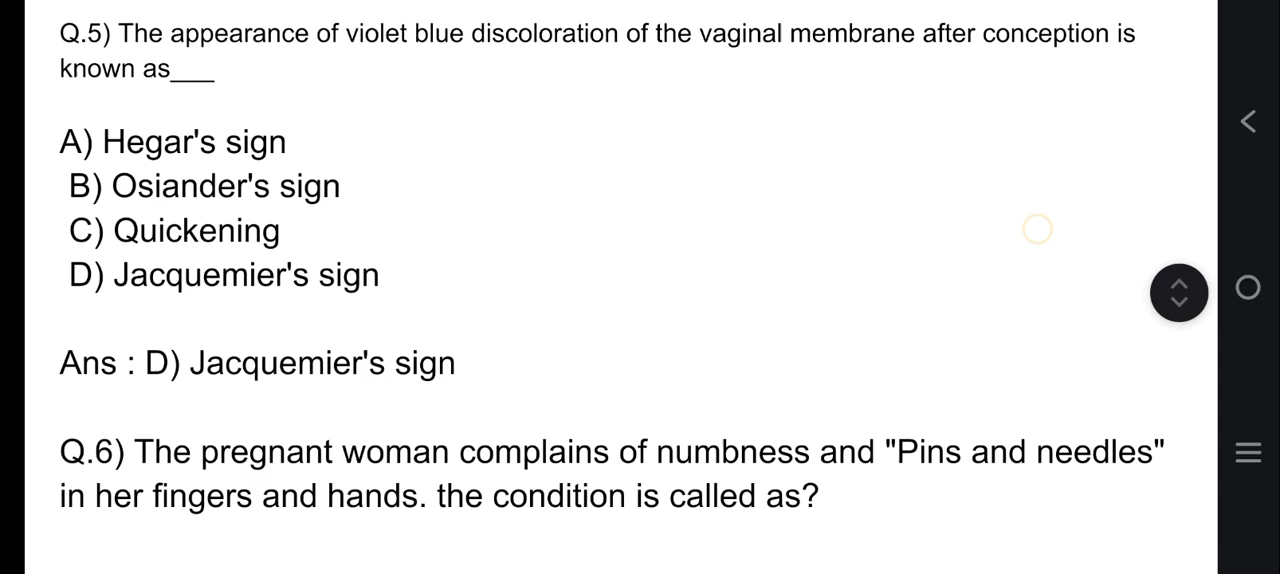 Q.5) The appearance of violet blue discoloration of the vaginal membrane after conception is
known as___
A) Hegar's sign
B) Osiander's sign
C) Quickening
D) Jacquemier's sign
Ans : D) Jacquemier's sign
Q.6) The pregnant woman complains of numbness and "Pins and needles"
in her fingers and hands. the condition is called as?